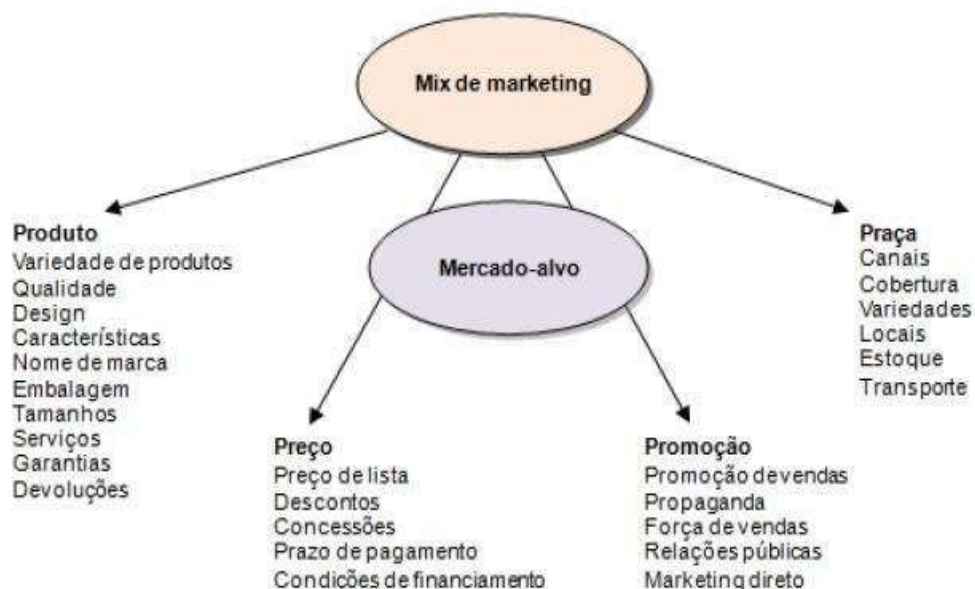 Mix de marketing
Mercado-alvo
Produto
Variedade de produtos
Qualidade
Design
Características
Nome de marca
Embalagem
Tamanhos
Serviços
Garantias
Devoluções
Preço
Preço de lista
Descontos
Concessões
Prazo de pagamento
Condições de financiamento
Promoção
Promoção de vendas
Propaganda
Força de vendas
Relações públicas
Marketing direto
Praça
Canais
Cobertura
Variedades
Locais
Estoque
Transporte